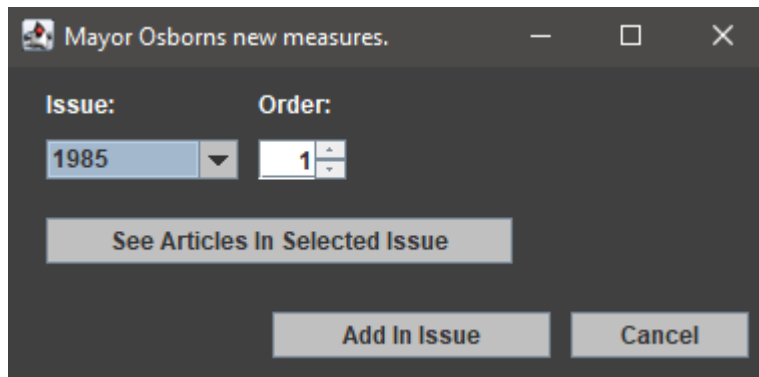 Mayor Osborns new measures.
Issue: Order:
1985 1
See Articles In Selected Issue
Add In Issue Cancel